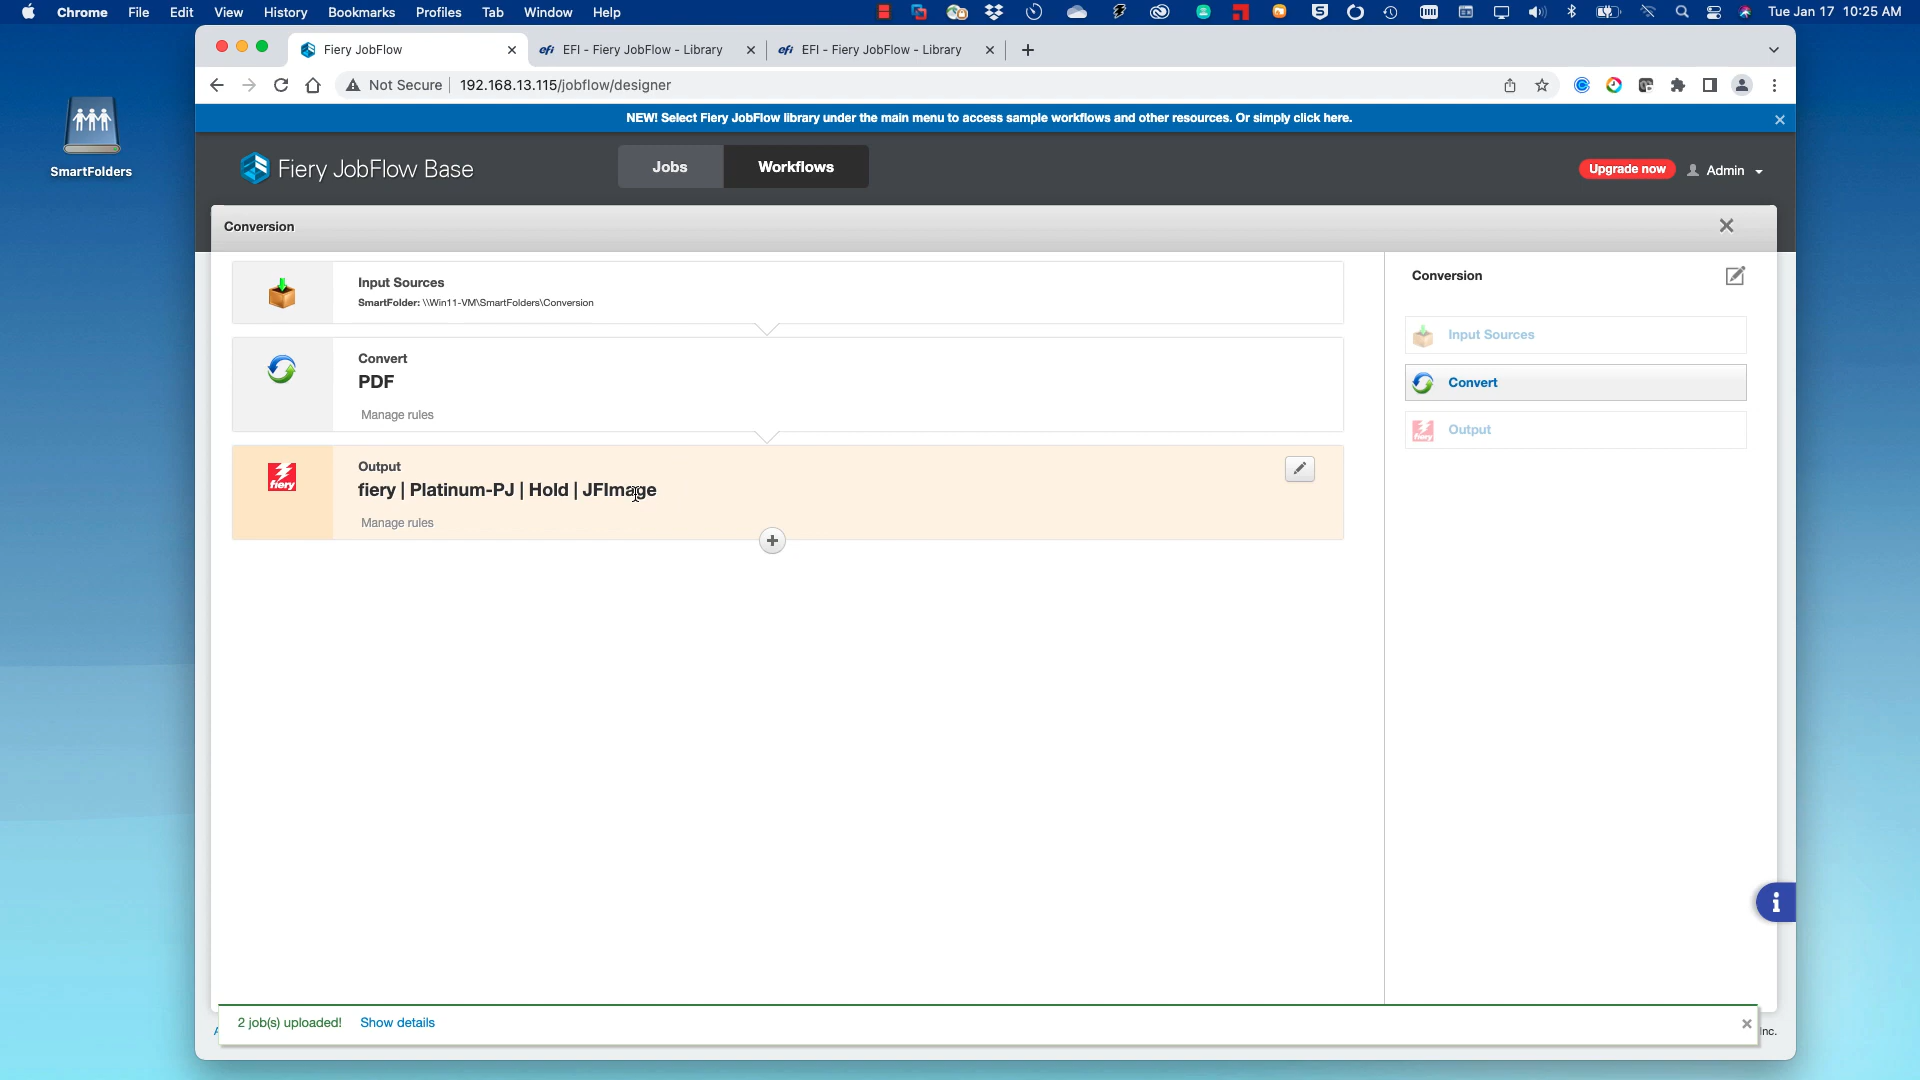 Chrome File Edit View History Bookmarks Profiles Tab Window Help Tue Jan 17 10:25 AM
Fiery JobFlow
efi EFI - Fiery JobFlow - Library
efi EFI - Fiery JobFlow - Library
Not Secure 192.168.13.115/jobflow/designer
NEW! Select Fiery JobFlow library under the main menu to access sample workflows and other resources. Or simply click here.
SmartFolders
Fiery JobFlow Base
Jobs
Workflows
Upgrade now
Admin
Conversion
Input Sources
SmartFolder: \\Win11-VM\SmartFolders\Conversion
Convert
PDF
Manage rules
fiery
Output
fiery | Platinum-PJ | Hold | JFImage
Manage rules
Conversion
Input Sources
Convert
fiery
Output
i
2 job(s) uploaded! Show details
Inc.